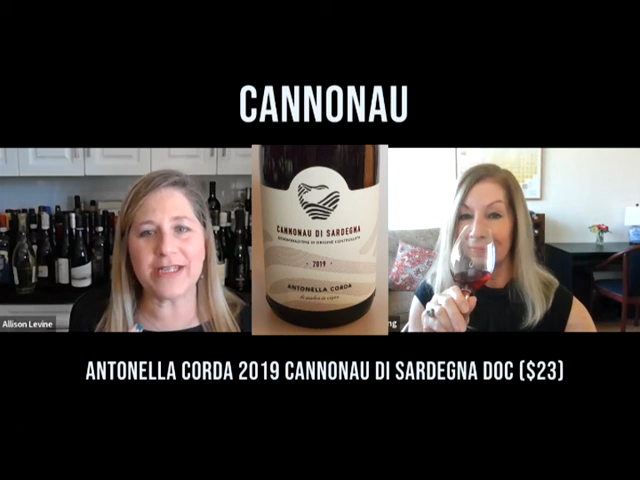 CANNONAU
CANNONAU DI SARDEGNA
DENOMINAZIONE DI ORIGINE CONTROLLATA
· 2019 ·
ANTONELLA CORDA
Allison Levine
ng
ANTONELLA CORDA 2019 CANNONAU DI SARDEGNA DOC ($23)